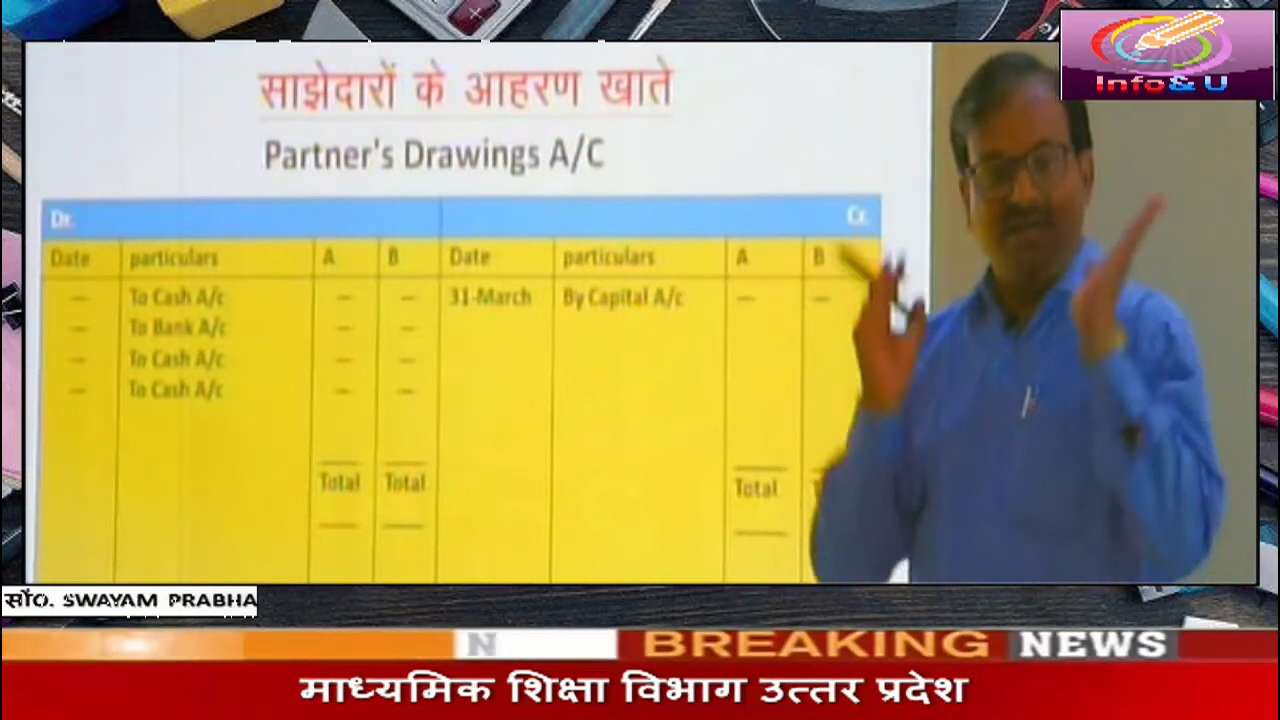 Info& U
साझेदारों के आहरण खाते
Partner's Drawings A/C
Dr. Cr.
Date particulars A B Date particulars A B
— To Cash A/c — — 31-March By Capital A/c — —
— To Bank A/c — —
— To Cash A/c — —
— To Cash A/c — —
Total Total Total
सौO. SWAYAM PRABHA
N BREAKING NEWS
माध्यमिक शिक्षा विभाग उत्तर प्रदेश